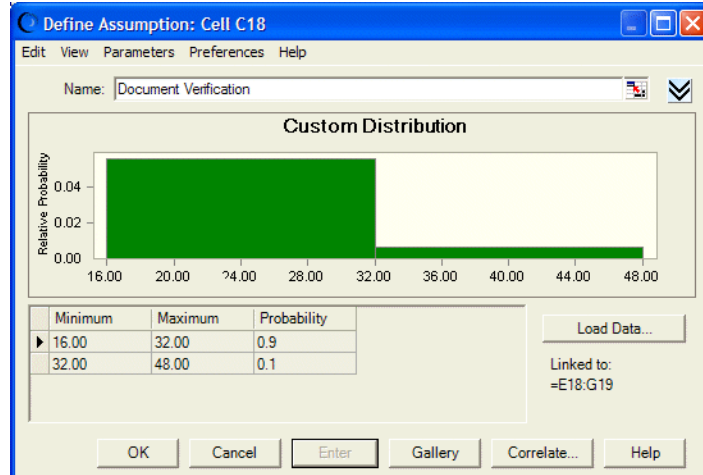 Define Assumption: Cell C18
Edit View Parameters Preferences Help
Name: Document Verification
Custom Distribution
Relative Probability
0.04
0.02
0.00
16.00 20.00 24.00 28.00 32.00 36.00 40.00 44.00 48.00
Minimum Maximum Probability
16.00 32.00 0.9
32.00 48.00 0.1
Load Data...
Linked to:
=E18:G19
OK Cancel Enter Gallery Correlate... Help